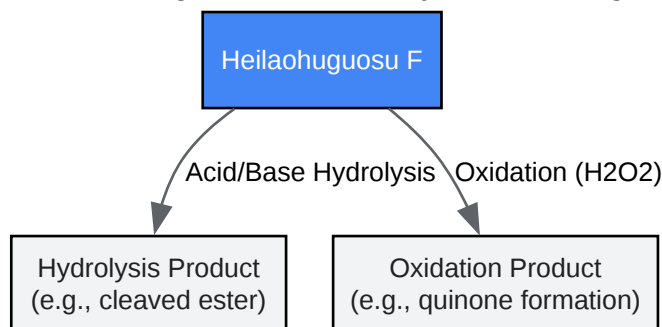 Heilaohuguosu F
Acid/Base Hydrolysis
Oxidation (H2O2)
Hydrolysis Product
(e.g., cleaved ester)
Oxidation Product
(e.g., quinone formation)